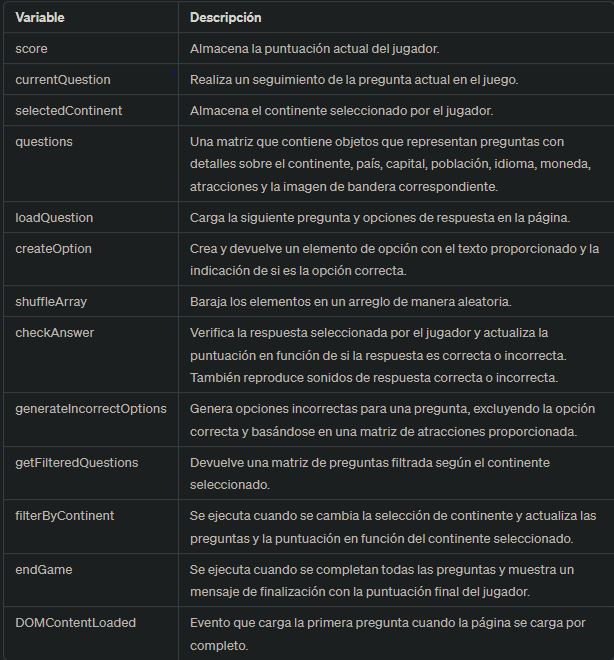 Variable Descripción
score Almacena la puntuación actual del jugador.
currentQuestion Realiza un seguimiento de la pregunta actual en el juego.
selectedContinent Almacena el continente seleccionado por el jugador.
questions Una matriz que contiene objetos que representan preguntas con
detalles sobre el continente, país, capital, población, idioma, moneda,
atracciones y la imagen de bandera correspondiente.
loadQuestion Carga la siguiente pregunta y opciones de respuesta en la página.
createOption Crea y devuelve un elemento de opción con el texto proporcionado y la
indicación de si es la opción correcta.
shuffleArray Baraja los elementos en un arreglo de manera aleatoria.
checkAnswer Verifica la respuesta seleccionada por el jugador y actualiza la
puntuación en función de si la respuesta es correcta o incorrecta.
También reproduce sonidos de respuesta correcta o incorrecta.
generateIncorrectOptions Genera opciones incorrectas para una pregunta, excluyendo la opción
correcta y basándose en una matriz de atracciones proporcionada.
getFilteredQuestions Devuelve una matriz de preguntas filtrada según el continente
seleccionado.
filterByContinent Se ejecuta cuando se cambia la selección de continente y actualiza las
preguntas y la puntuación en función del continente seleccionado.
endGame Se ejecuta cuando se completan todas las preguntas y muestra un
mensaje de finalización con la puntuación final del jugador.
DOMContentLoaded Evento que carga la primera pregunta cuando la página se carga por
completo.